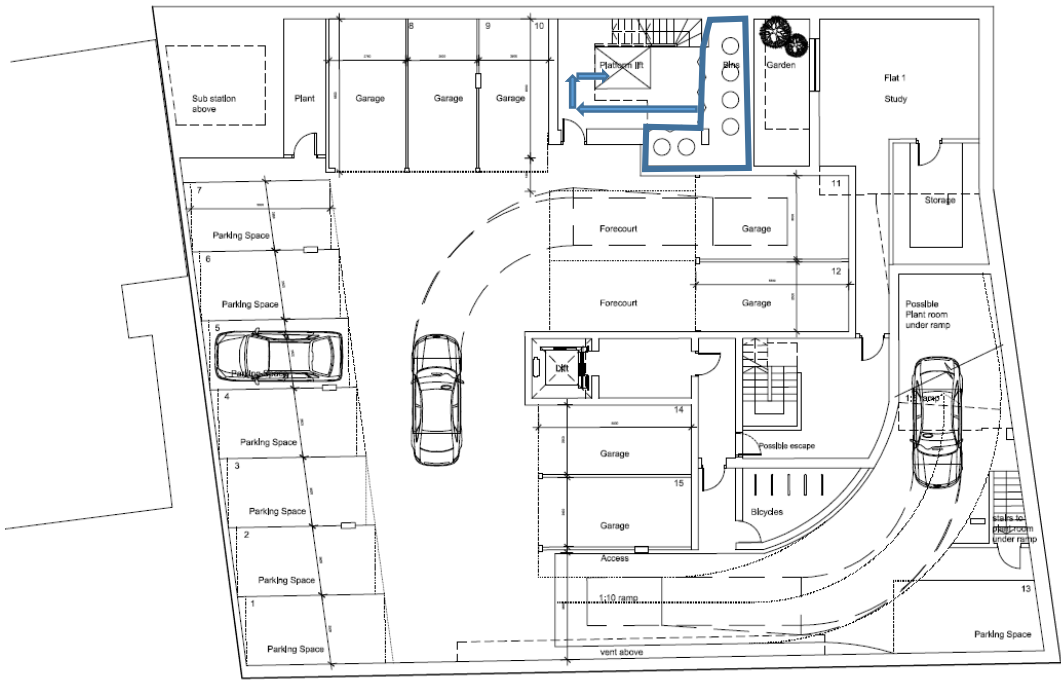 8
9
10
Sub station
above
Plant
Garage
Garage
Garage
Platform lift
Bins
Garden
Flat 1
Study
7
Parking Space
6
Parking Space
5
Parking Space
4
Parking Space
3
Parking Space
2
Parking Space
1
Parking Space
11
Forecourt
Garage
12
Forecourt
Garage
Storage
Possible
Plant room
under ramp
Lift
14
Garage
15
Garage
Possible escape
Bicycles
Access
1:10 ramp
vent above
stairs to
plant room
under ramp
13
Parking Space